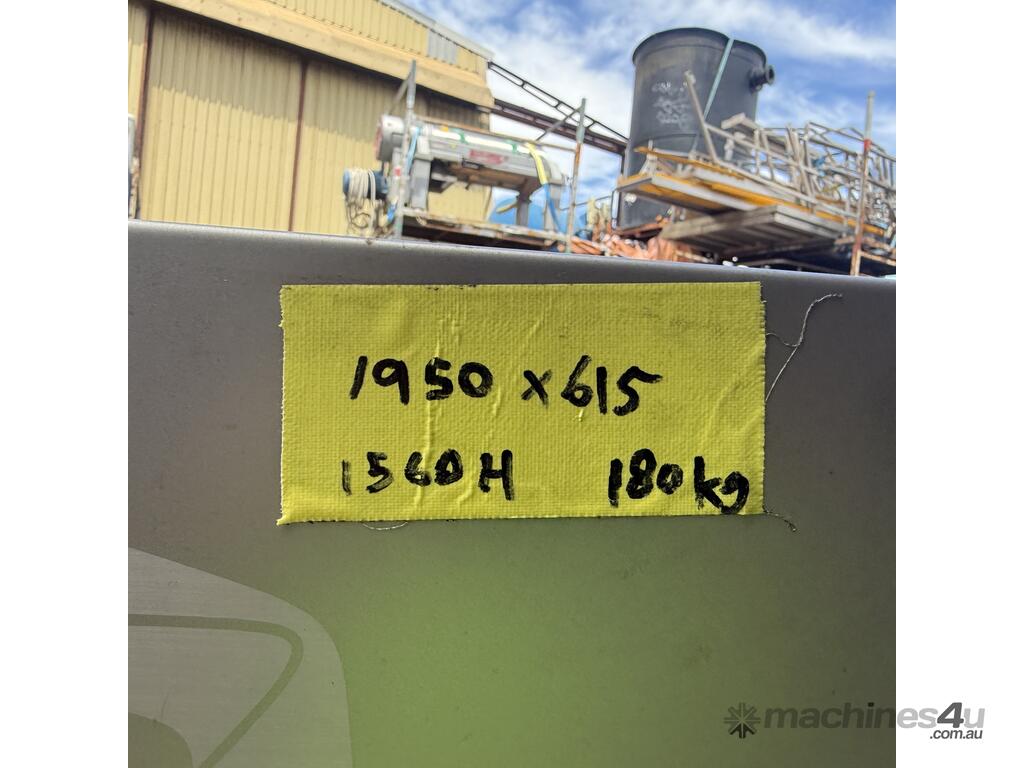 1950 x 615
1560H 180kg
machines4u
.com.au